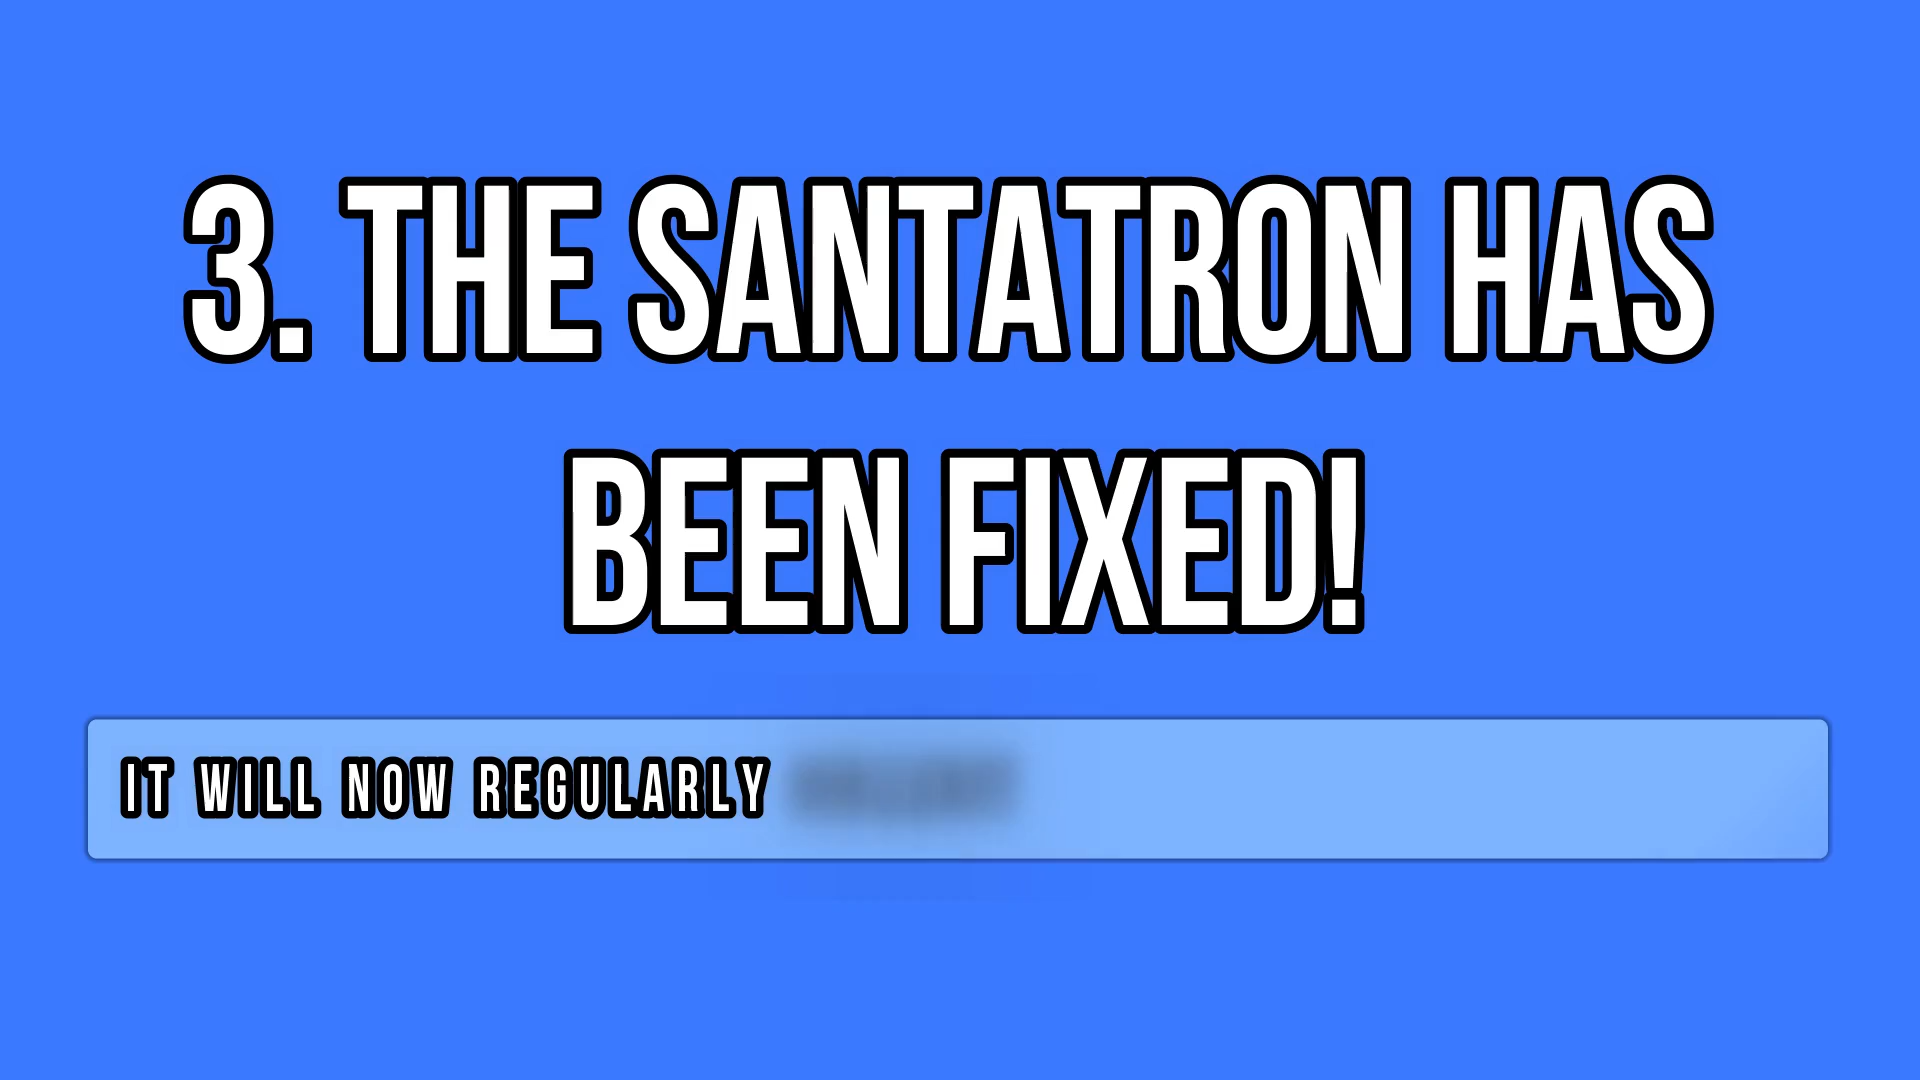 3. THE SANTATRON HAS
BEEN FIXED!
IT WILL NOW REGULARLY